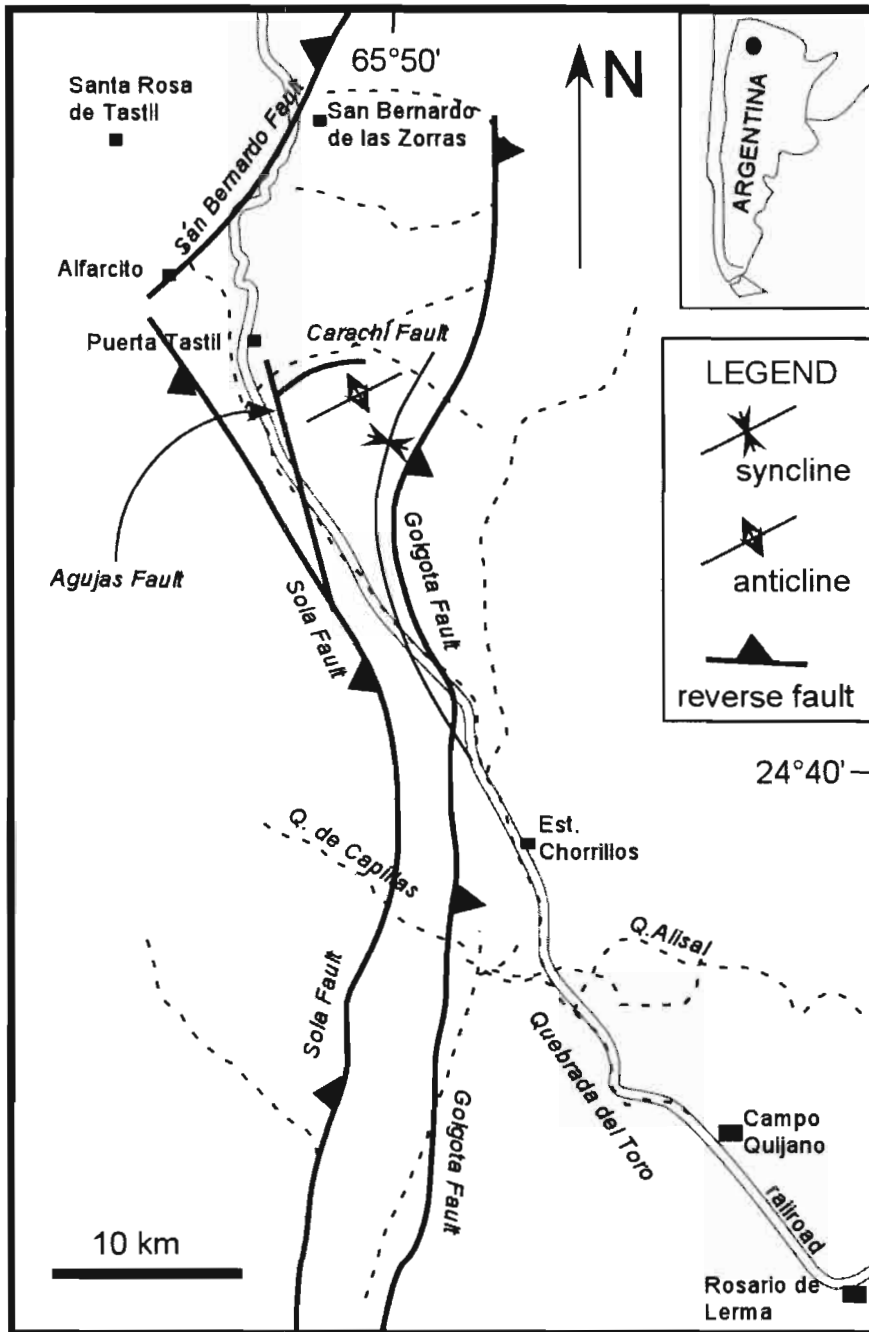 65°50'
N
ARGENTINA
Santa Rosa
de Tastil
San Bernardo
de las Zorras
San Bernardo Fault
Alfarcito
Puerta Tastil
Carachi Fault
LEGEND
syncline
anticline
reverse fault
Agujas Fault
Sola Fault
Golgota Fault
24°40'
Est.
Chorrillos
Q. de Capillas
Q. Alisal
Sola Fault
Golgota Fault
Quebrada del Toro
Campo
Quijano
railroad
10 km
Rosario de
Lerma